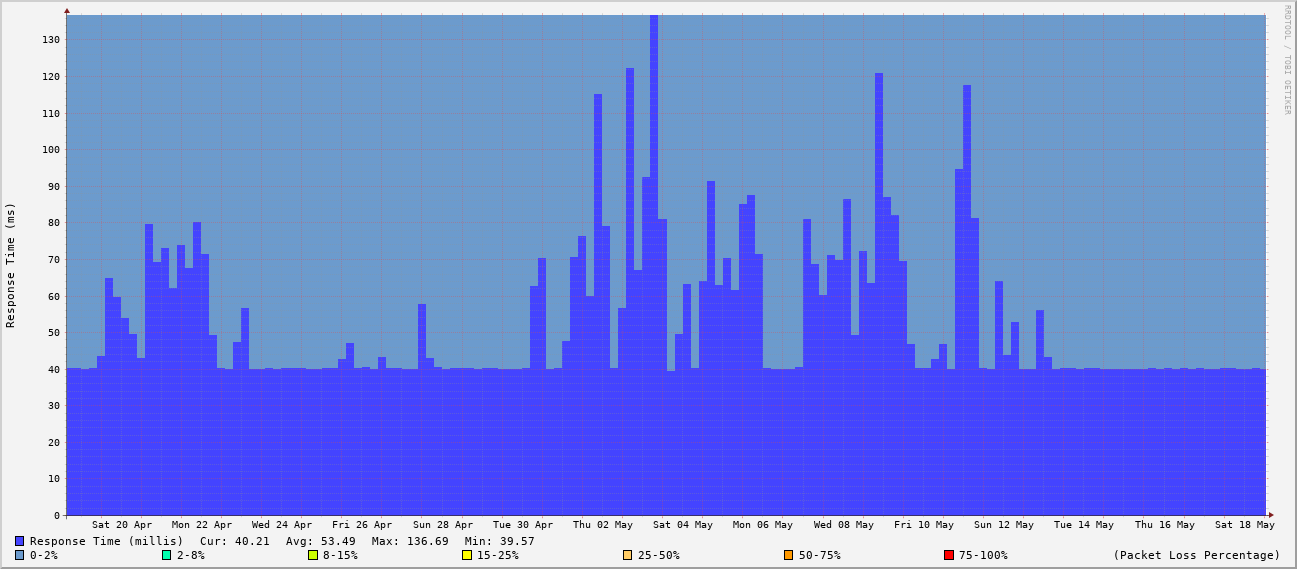 RRDTOOL / TOBI OETIKER
Response Time (ms)
130
120
110
100
90
80
70
60
50
40
30
20
10
0
Sat 20 Apr Mon 22 Apr Wed 24 Apr Fri 26 Apr Sun 28 Apr Tue 30 Apr Thu 02 May Sat 04 May Mon 06 May Wed 08 May Fri 10 May Sun 12 May Tue 14 May Thu 16 May Sat 18 May
Response Time (millis) Cur: 40.21 Avg: 53.49 Max: 136.69 Min: 39.57
0-2% 2-8% 8-15% 15-25% 25-50% 50-75% 75-100% (Packet Loss Percentage)